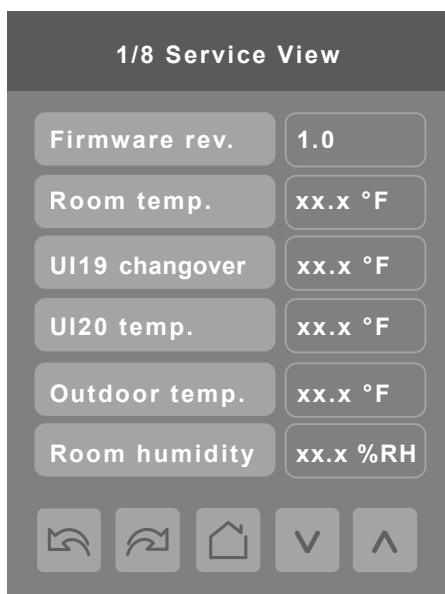 1/8 Service View
Firmware rev. 1.0
Room temp. xx.x °F
UI19 changover xx.x °F
UI20 temp. xx.x °F
Outdoor temp. xx.x °F
Room humidity xx.x %RH